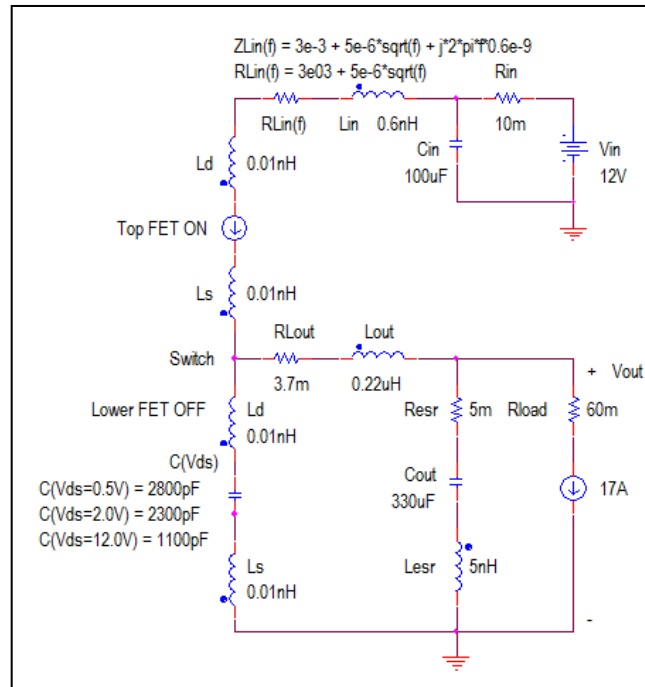 ZLin(f) = 3e-3 + 5e-6*sqrt(f) + j*2*pi*f*0.6e-9
RLin(f) = 3e03 + 5e-6*sqrt(f)
Rin
RLin(f)
Lin
0.6nH
10m
Ld
0.01nH
Cin
100uF
Vin
12V
Top FET ON
Ls
0.01nH
RLout
Lout
Switch
3.7m
0.22uH
+ Vout
Lower FET OFF
Ld
0.01nH
Resr
5m
Rload
60m
C(Vds)
C(Vds=0.5V) = 2800pF
C(Vds=2.0V) = 2300pF
C(Vds=12.0V) = 1100pF
Cout
330uF
17A
Ls
0.01nH
Lesr
5nH
-